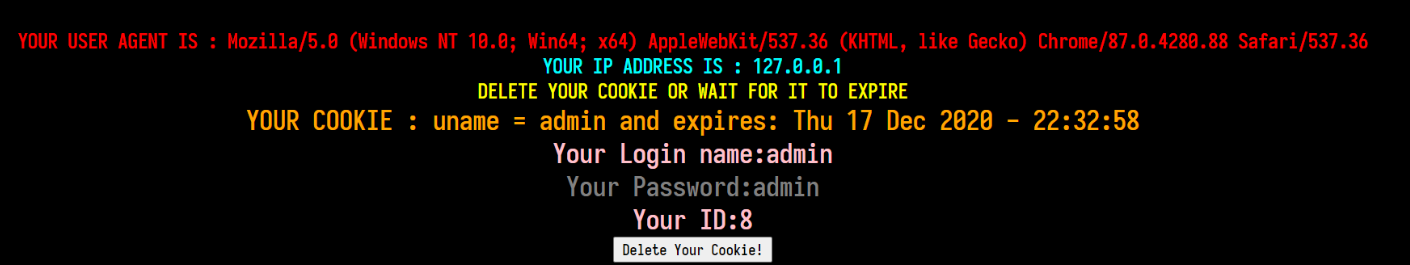 YOUR USER AGENT IS : Mozilla/5.0 (Windows NT 10.0; Win64; x64) AppleWebKit/537.36 (KHTML, like Gecko) Chrome/87.0.4280.88 Safari/537.36
YOUR IP ADDRESS IS : 127.0.0.1
DELETE YOUR COOKIE OR WAIT FOR IT TO EXPIRE
YOUR COOKIE : uname = admin and expires: Thu 17 Dec 2020 - 22:32:58
Your Login name:admin
Your Password:admin
Your ID:8
Delete Your Cookie!